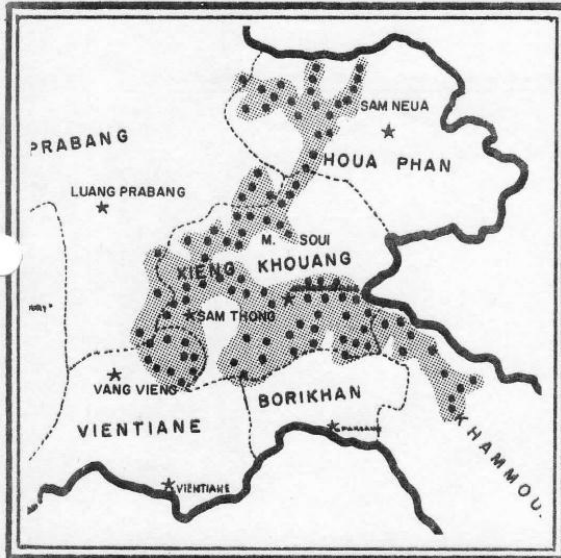 SAM NEUA
PRABANG
HOUA PHAN
LUANG PRABANG
M. SOUI
XIENG KHOUANG
SAM THONG
VANG VIENG
BORIKHAN
VIENTIANE
KHAMMOU
VIENTIANE